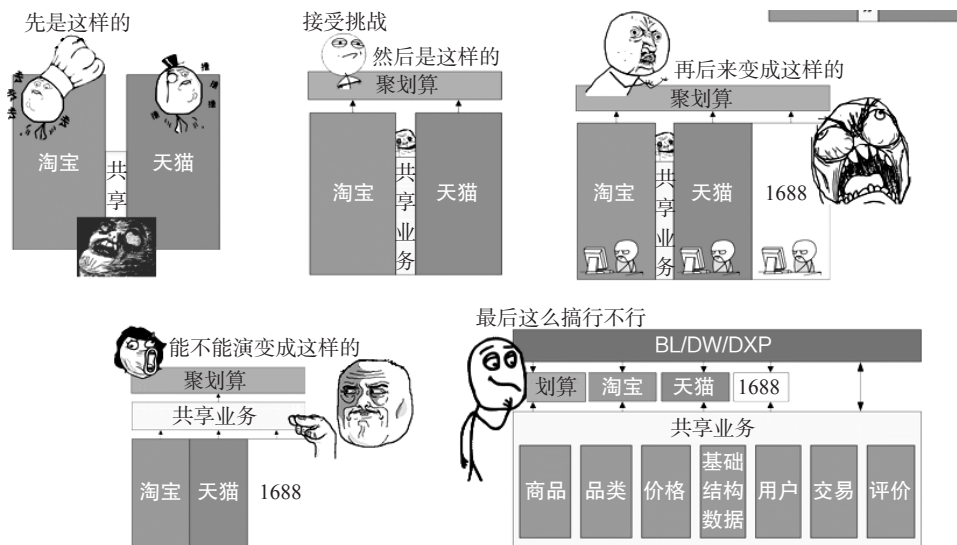 先是这样的
淘宝
共享
天猫
接受挑战
然后是这样的
聚划算
淘宝
共享业务
天猫
再后来变成这样的
聚划算
淘宝
共享业务
天猫
1688
能不能演变成这样的
聚划算
共享业务
淘宝
天猫
1688
最后这么搞行不行
BL/DW/DXP
划算
淘宝
天猫
1688
共享业务
商品
品类
价格
基础
结构
数据
用户
交易
评价